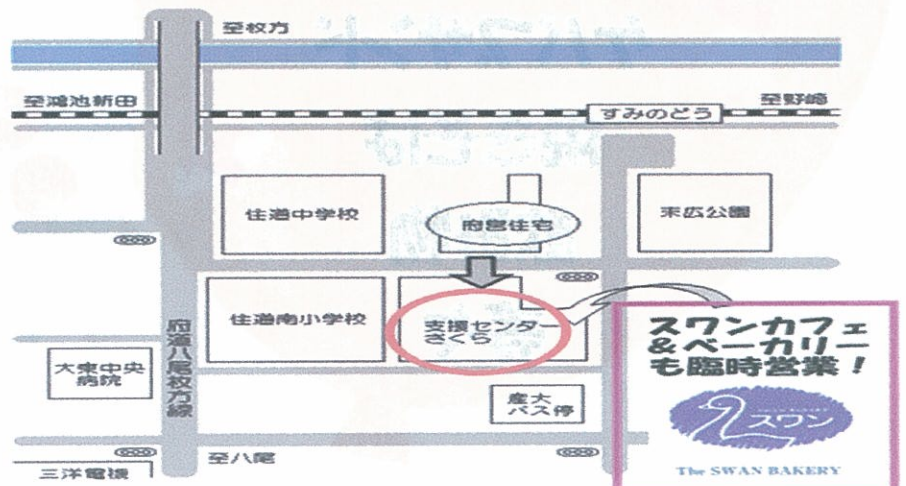 至枚方
至鴻池新田
すみのどう
至野崎
住道中学校
府営住宅
末広公園
住道南小学校
支援センター
さくら
府道八尾枚方線
大東中央
病院
産大
バス停
至八尾
三洋電機
スワンカフェ
&ベーカリー
も臨時営業!
スワン
The SWAN BAKERY